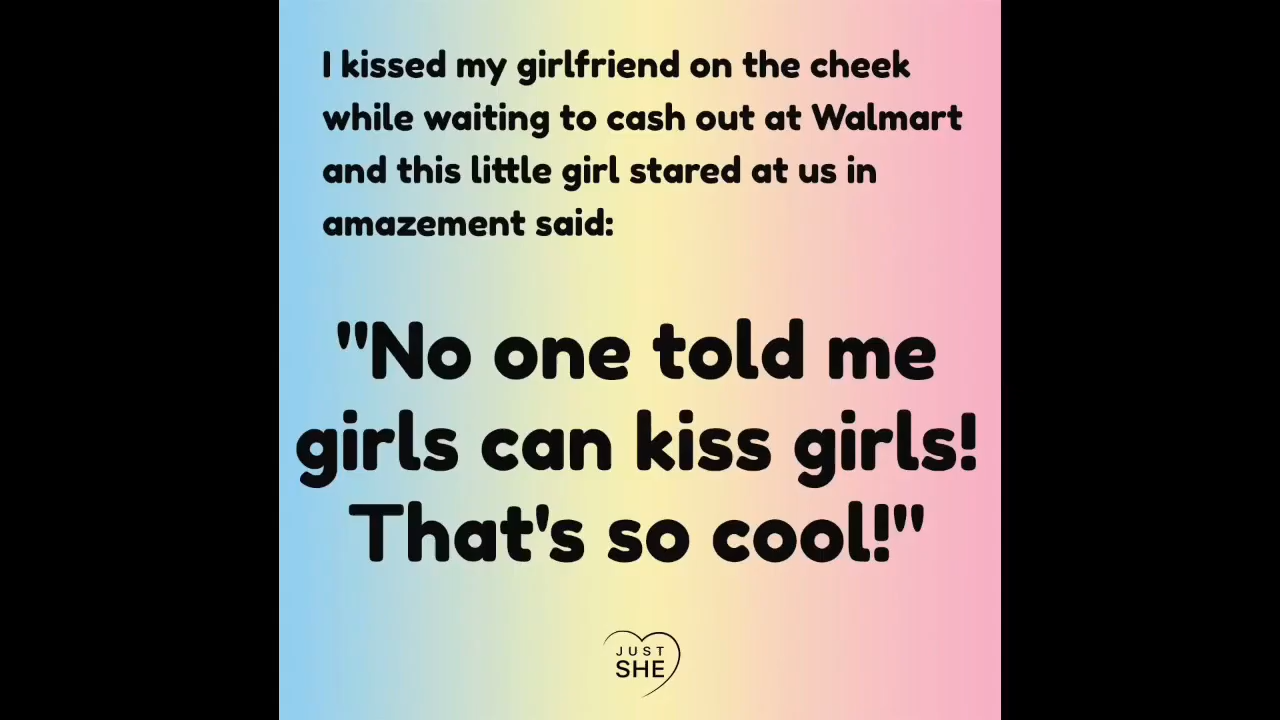 I kissed my girlfriend on the cheek
while waiting to cash out at Walmart
and this little girl stared at us in
amazement said:
"No one told me
girls can kiss girls!
That's so cool!"
JUST
SHE